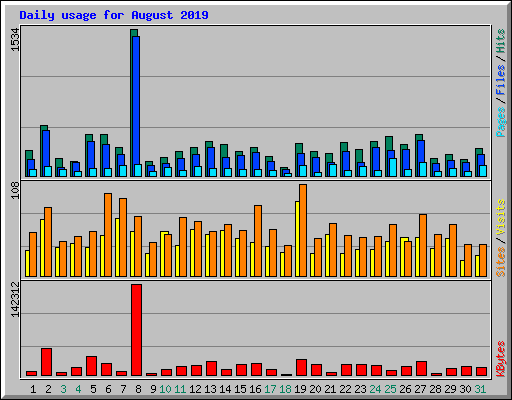 Daily usage for August 2019
1534
Pages / Files / Hits
108
Sites / Visits
142312
KBytes
1 2 3 4 5 6 7 8 9 10 11 12 13 14 15 16 17 18 19 20 21 22 23 24 25 26 27 28 29 30 31